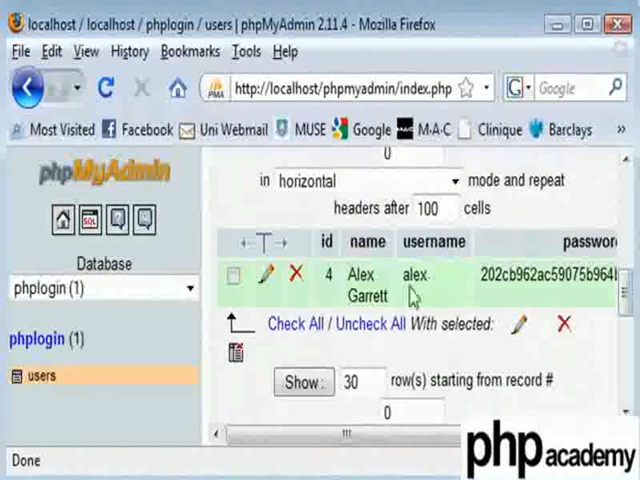 localhost / localhost / phplogin / users | phpMyAdmin 2.11.4 - Mozilla Firefox
File Edit View History Bookmarks Tools Help
PMA http://localhost/phpmyadmin/index.php G Google
Most Visited Facebook Uni Webmail MUSE Google M·A·C Clinique Barclays »
phpMyAdmin
0
in horizontal mode and repeat
headers after 100 cells
SQL
Database
phplogin (1)
phplogin (1)
users
id name username
4 Alex Garrett alex
Check All / Uncheck All With selected:
Show : 30 row(s) starting from record #
0
Done
php academy